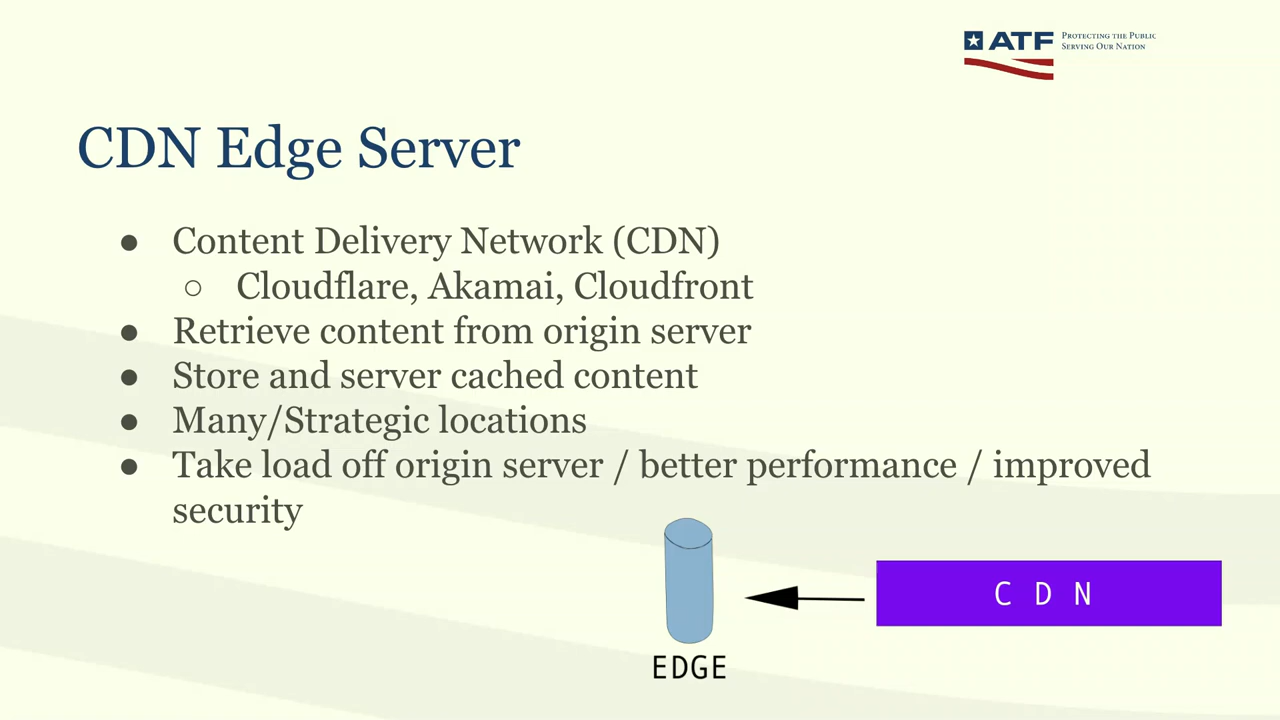 ATF
PROTECTING THE PUBLIC
SERVING OUR NATION
CDN Edge Server
● Content Delivery Network (CDN)
○ Cloudflare, Akamai, Cloudfront
● Retrieve content from origin server
● Store and server cached content
● Many/Strategic locations
● Take load off origin server / better performance / improved
security
C D N
EDGE